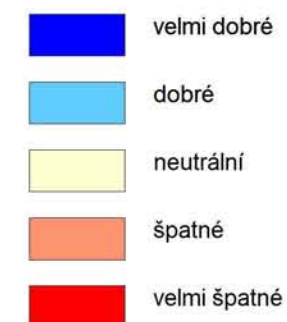 velmi dobré
dobré
neutrální
špatné
velmi špatné